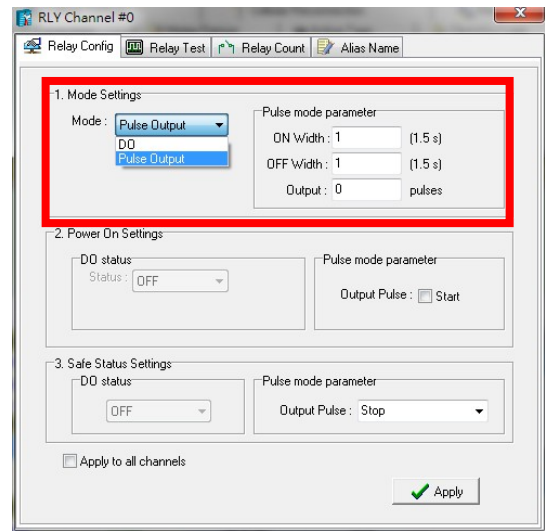 RLY Channel #0
Relay Config Relay Test Relay Count Alias Name
1. Mode Settings
Mode : Pulse Output
DO
Pulse Output
Pulse mode parameter
ON Width : 1 (1.5 s)
OFF Width : 1 (1.5 s)
Output : 0 pulses
2. Power On Settings
DO status
Status : OFF
Pulse mode parameter
Output Pulse : Start
3. Safe Status Settings
DO status
OFF
Pulse mode parameter
Output Pulse : Stop
Apply to all channels
Apply